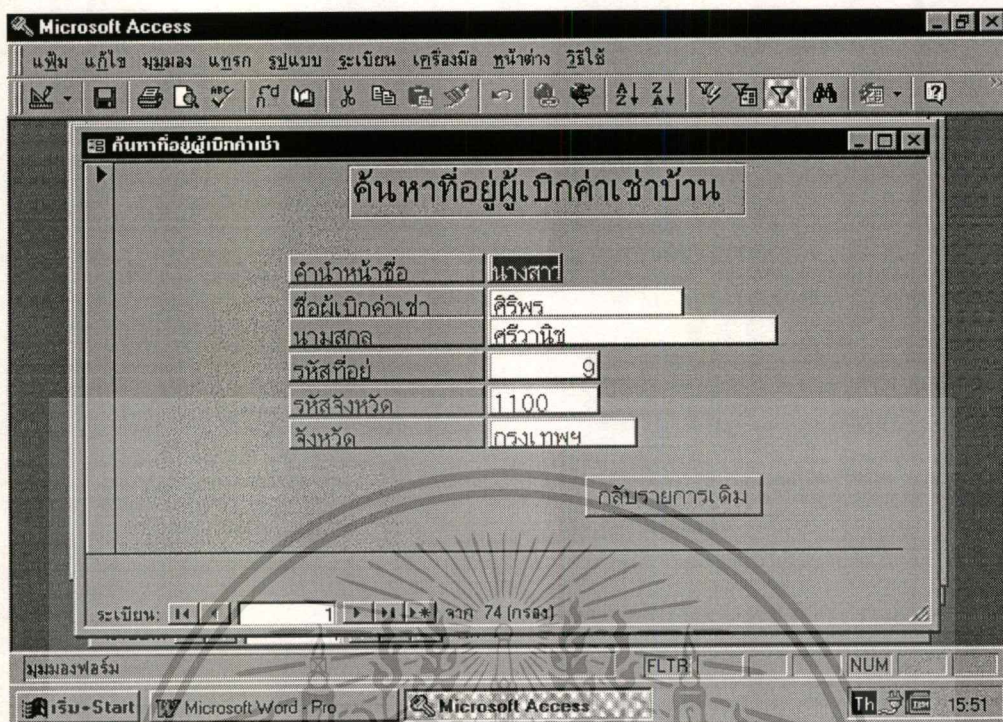 Microsoft Access
แฟ้ม แก้ไข มุมมอง แทรก รูปแบบ ระเบียน เครื่องมือ หน้าต่าง วิธีใช้
ค้นหาที่อยู่ผู้เบิกค่าเช่า
ค้นหาที่อยู่ผู้เบิกค่าเช่าบ้าน
คำนำหน้าชื่อ นางสาว
ชื่อผู้เบิกค่าเช่า ศิริพร
นามสกุล ศรีวานิช
รหัสที่อยู่ 9
รหัสจังหวัด 1100
จังหวัด กรุงเทพฯ
กลับรายการเดิม
ระเบียน: 1 จาก 74 (กรอง)
มุมมองฟอร์ม FLTR NUM
เริ่ม-Start Microsoft Word - Pro Microsoft Access Th 15:51